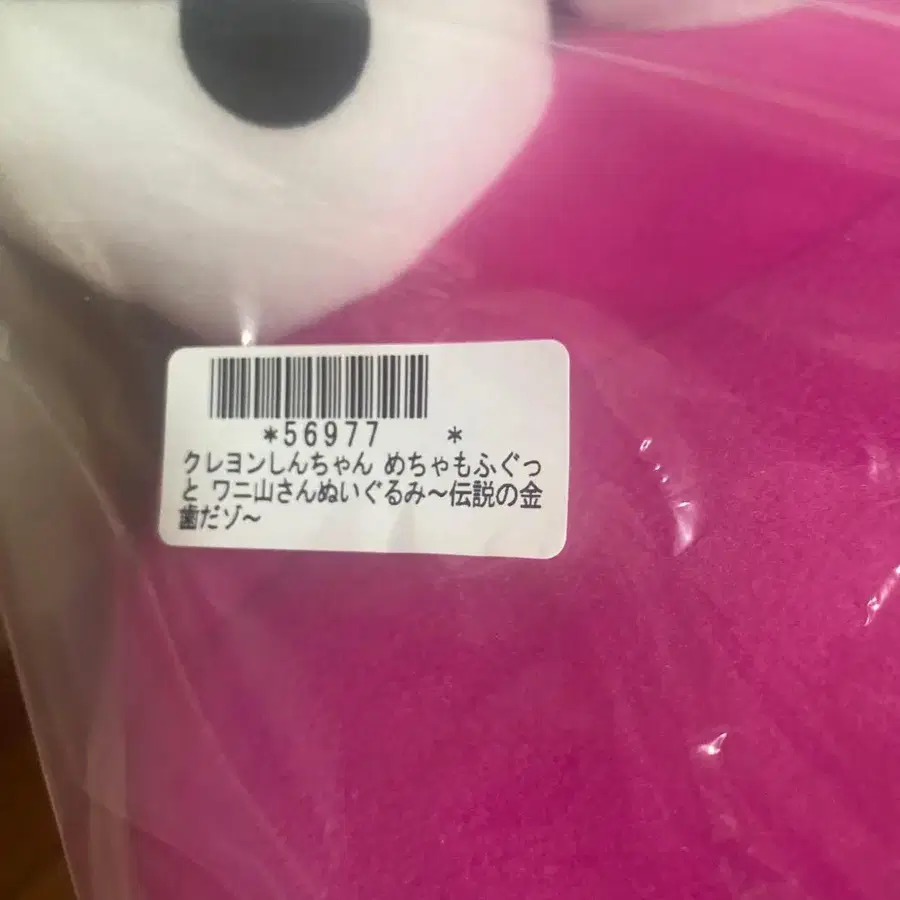 *56977 *
クレヨンしんちゃん めちゃもふぐっ
と ワニ山さんぬいぐるみ～伝説の金
歯だゾ～